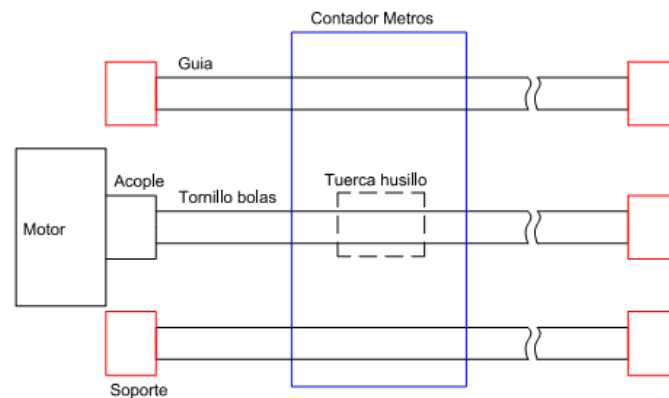 Contador Metros
Guia
Acople
Tornillo bolas
Tuerca husillo
Motor
Soporte